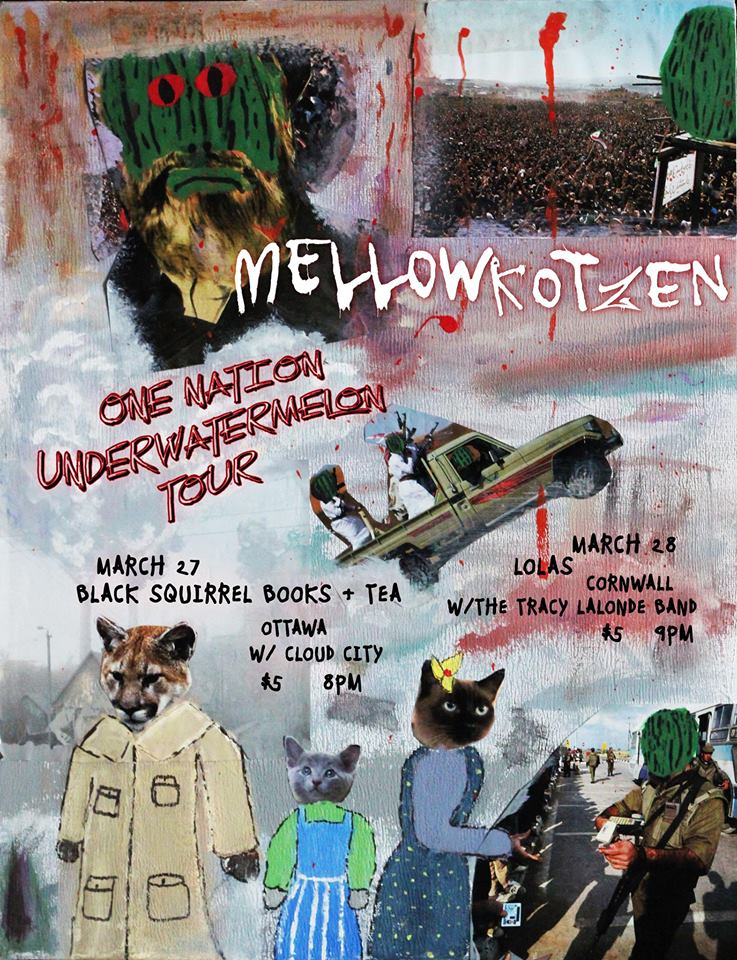 MELLOWKOTZEN
ONE NATION
UNDERWATERMELON
TOUR
MARCH 27
BLACK SQUIRREL BOOKS + TEA
OTTAWA
W/ CLOUD CITY
$5 8PM
MARCH 28
LOLAS
CORNWALL
W/THE TRACY LALONDE BAND
$5 9PM